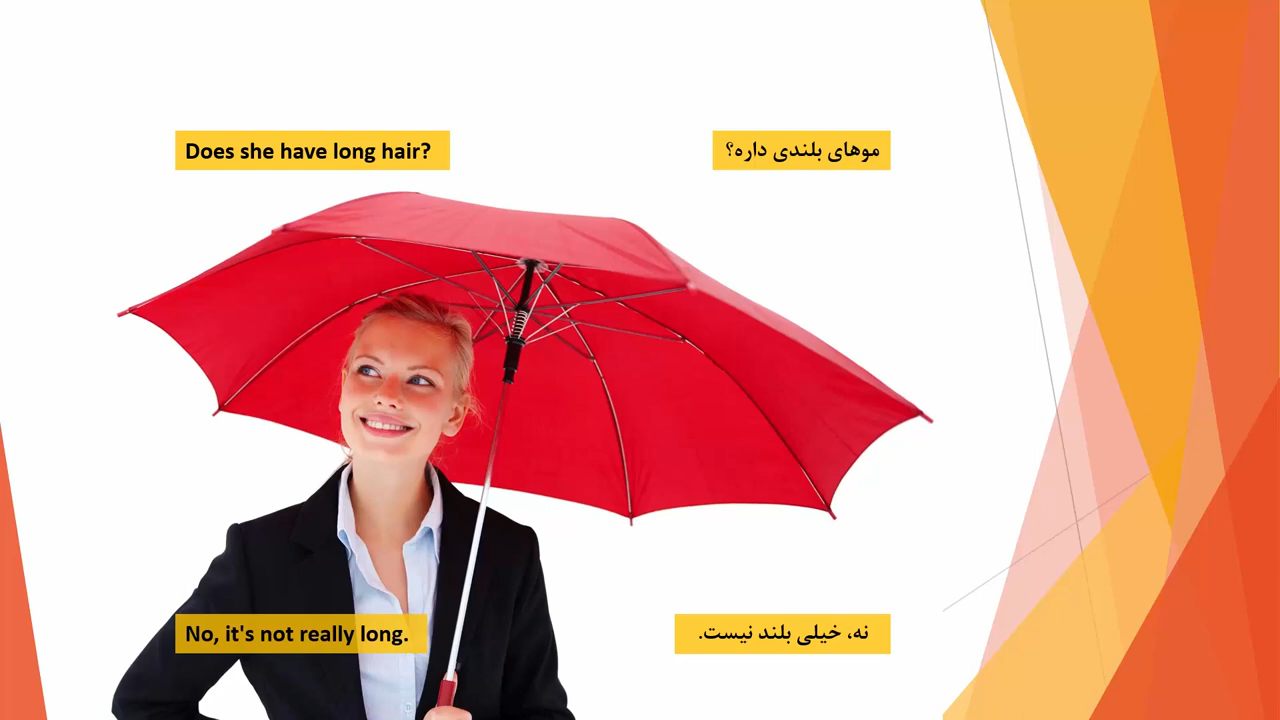 Does she have long hair?
موهای بلندی داره؟
No, it's not really long.
نه، خیلی بلند نیست.